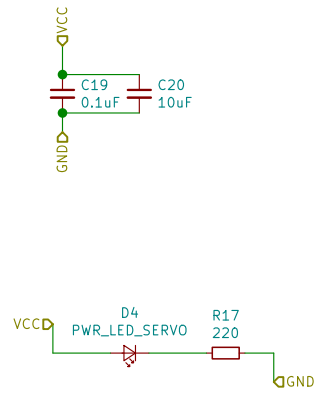 VCC
C19
0.1uF
C20
10uF
GND
D4
PWR_LED_SERVO
VCC
R17
220
GND